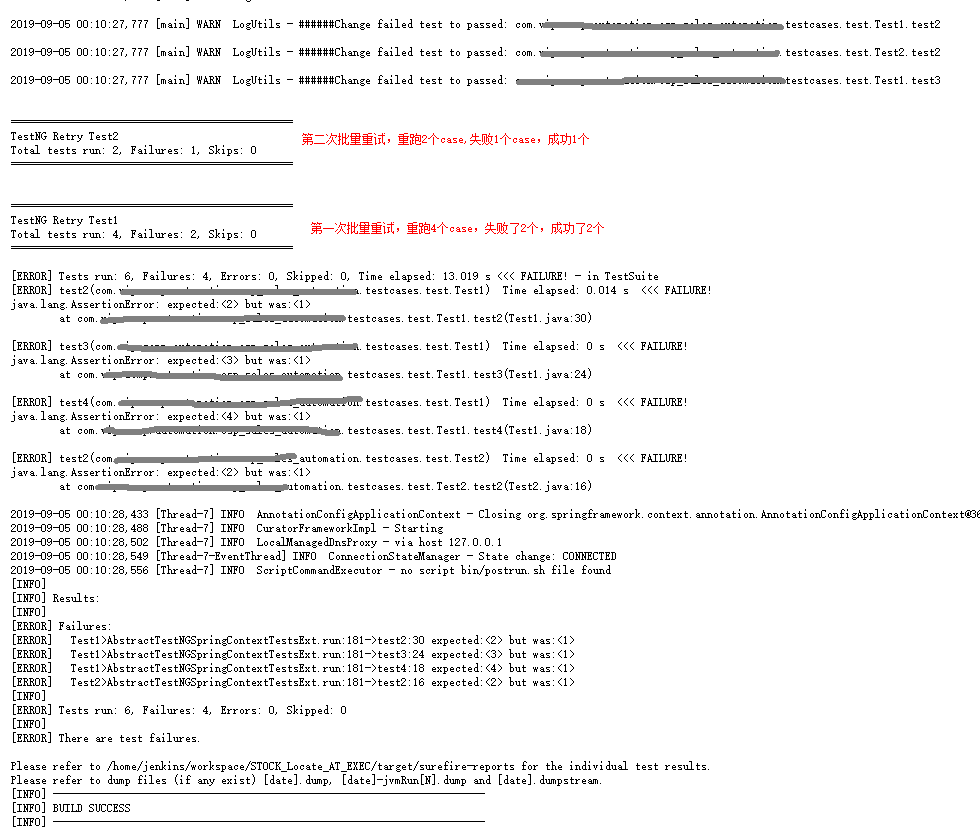 2019-09-05 00:10:27,777 [main] WARN  LogUtils - ######Change failed test to passed: com. .testcases.test.Test1.test2
2019-09-05 00:10:27,777 [main] WARN  LogUtils - ######Change failed test to passed: com. .testcases.test.Test2.test2
2019-09-05 00:10:27,777 [main] WARN  LogUtils - ######Change failed test to passed: testcases.test.Test1.test3
===============================================
TestNG Retry Test2
第二次批量重试，重跑2个case,失败1个case，成功1个
Total tests run: 2, Failures: 1, Skips: 0
===============================================
===============================================
TestNG Retry Test1
第一次批量重试，重跑4个case，失败了2个，成功了2个
Total tests run: 4, Failures: 2, Skips: 0
===============================================
[ERROR] Tests run: 6, Failures: 4, Errors: 0, Skipped: 0, Time elapsed: 13.019 s <<< FAILURE! - in TestSuite
[ERROR] test2(com. .testcases.test.Test1)  Time elapsed: 0.014 s  <<< FAILURE!
java.lang.AssertionError: expected:<2> but was:<1>
at com. testcases.test.Test1.test2(Test1.java:30)
[ERROR] test3(com. .testcases.test.Test1)  Time elapsed: 0 s  <<< FAILURE!
java.lang.AssertionError: expected:<3> but was:<1>
at com. .testcases.test.Test1.test3(Test1.java:24)
[ERROR] test4(com. .testcases.test.Test1)  Time elapsed: 0 s  <<< FAILURE!
java.lang.AssertionError: expected:<4> but was:<1>
at com. .testcases.test.Test1.test4(Test1.java:18)
[ERROR] test2(com. automation.testcases.test.Test2)  Time elapsed: 0 s  <<< FAILURE!
java.lang.AssertionError: expected:<2> but was:<1>
at com utomation.testcases.test.Test2.test2(Test2.java:16)
2019-09-05 00:10:28,433 [Thread-7] INFO  AnnotationConfigApplicationContext - Closing org.springframework.context.annotation.AnnotationConfigApplicationContext@36
2019-09-05 00:10:28,488 [Thread-7] INFO  CuratorFrameworkImpl - Starting
2019-09-05 00:10:28,502 [Thread-7] INFO  LocalManagedDnsProxy - via host 127.0.0.1
2019-09-05 00:10:28,549 [Thread-7-EventThread] INFO  ConnectionStateManager - State change: CONNECTED
2019-09-05 00:10:28,556 [Thread-7] INFO  ScriptCommandExecutor - no script bin/postrun.sh file found
[INFO]
[INFO] Results:
[INFO]
[ERROR] Failures:
[ERROR]   Test1>AbstractTestNGSpringContextTestsExt.run:181->test2:30 expected:<2> but was:<1>
[ERROR]   Test1>AbstractTestNGSpringContextTestsExt.run:181->test3:24 expected:<3> but was:<1>
[ERROR]   Test1>AbstractTestNGSpringContextTestsExt.run:181->test4:18 expected:<4> but was:<1>
[ERROR]   Test2>AbstractTestNGSpringContextTestsExt.run:181->test2:16 expected:<2> but was:<1>
[INFO]
[ERROR] Tests run: 6, Failures: 4, Errors: 0, Skipped: 0
[INFO]
[ERROR] There are test failures.
Please refer to /home/jenkins/workspace/STOCK_Locate_AT_EXEC/target/surefire-reports for the individual test results.
Please refer to dump files (if any exist) [date].dump, [date]-jvmRun[N].dump and [date].dumpstream.
[INFO] ------------------------------------------------------------------------
[INFO] BUILD SUCCESS
[INFO] ------------------------------------------------------------------------